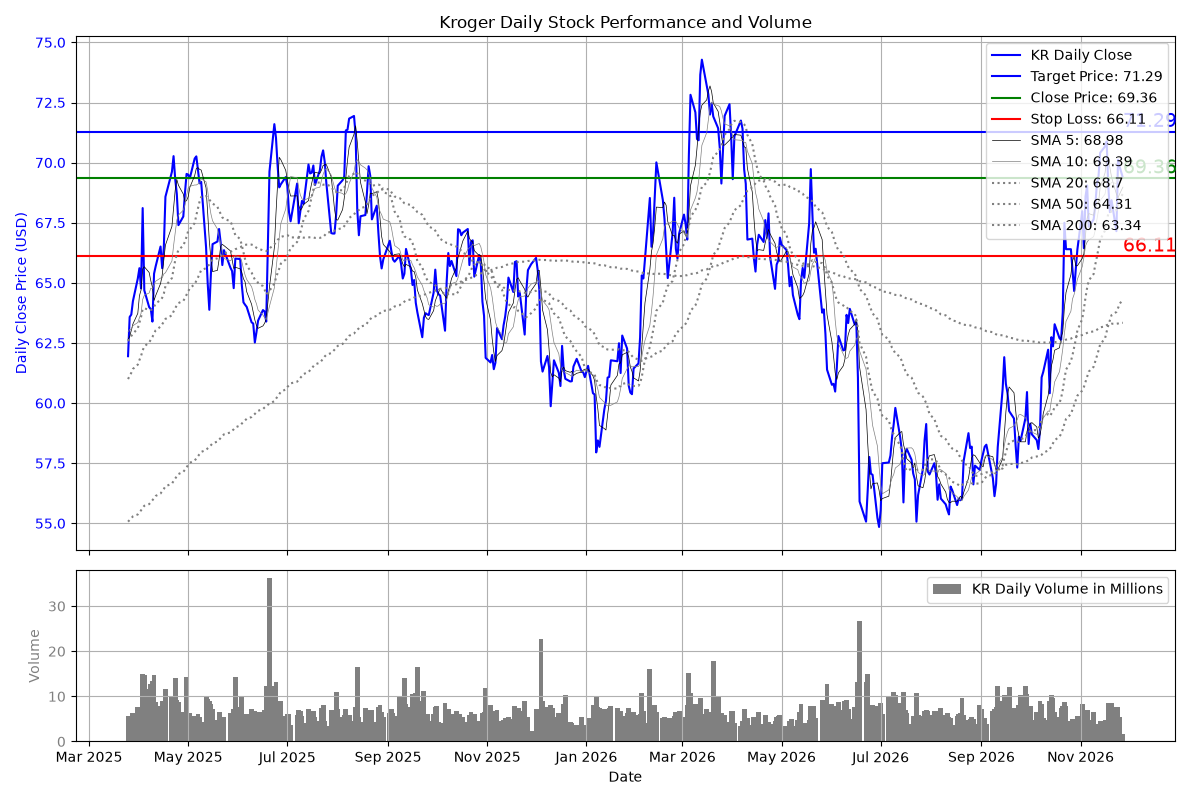 Kroger Daily Stock Performance and Volume
Daily Close Price (USD)
75.0
72.5
70.0
67.5
65.0
62.5
60.0
57.5
55.0
KR Daily Close
Target Price: 71.29
Close Price: 69.36
Stop Loss: 66.11
SMA 5: 68.98
SMA 10: 69.39
SMA 20: 68.7
SMA 50: 64.31
SMA 200: 63.34
71.29
69.36
66.11
Volume
30
20
10
0
KR Daily Volume in Millions
Mar 2025 May 2025 Jul 2025 Sep 2025 Nov 2025 Jan 2026 Mar 2026 May 2026 Jul 2026 Sep 2026 Nov 2026
Date